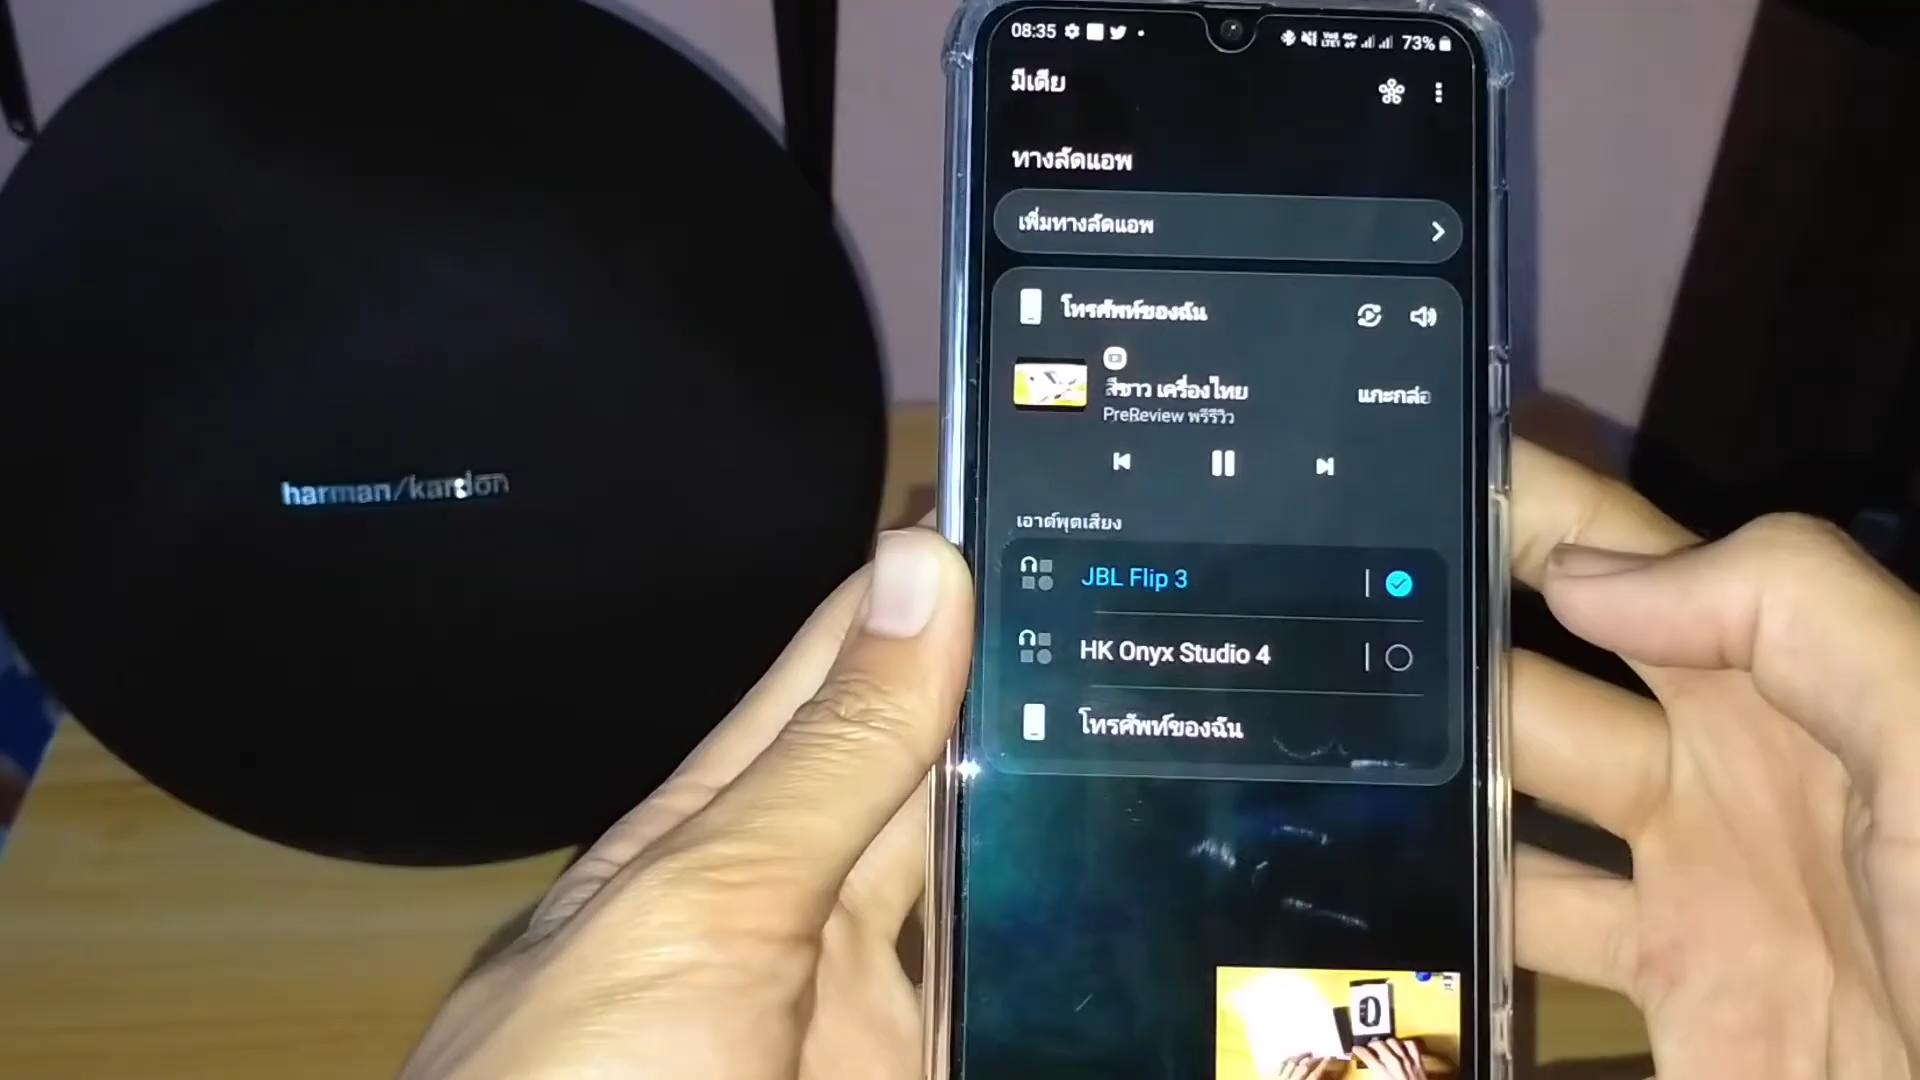 harman/kardon
08:35
73%
มีเดีย
ทางลัดแอพ
เพิ่มทางลัดแอพ
โทรศัพท์ของฉัน
สีขาว เครื่องไทย แกะกล่อ
PreReview พรีรีวิว
เอาต์พุตเสียง
JBL Flip 3
HK Onyx Studio 4
โทรศัพท์ของฉัน